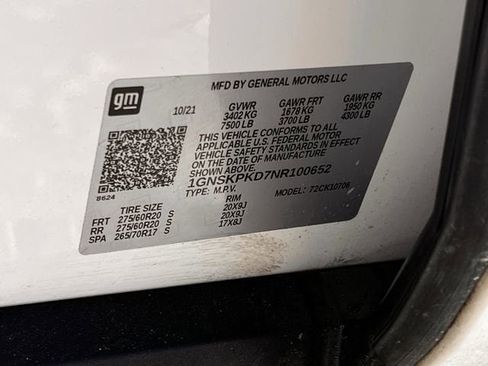 MFD BY GENERAL MOTORS LLC
gm
10/21 GVWR GAWR FRT GAWR RR
3402 KG 1678 KG 1950 KG
7500 LB 3700 LB 4300 LB
THIS VEHICLE CONFORMS TO ALL
APPLICABLE U.S. FEDERAL MOTOR
VEHICLE SAFETY STANDARDS IN EFFECT
ON THE DATE OF MANUFACTURE
1GNSKPKD7NR100652
8624
TYPE: M.P.V. MODEL: 72CK10706
TIRE SIZE RIM
FRT 275/60R20 S 20X9J
RR 275/60R20 S 20X9J
SPA 265/70R17 S 17X8J